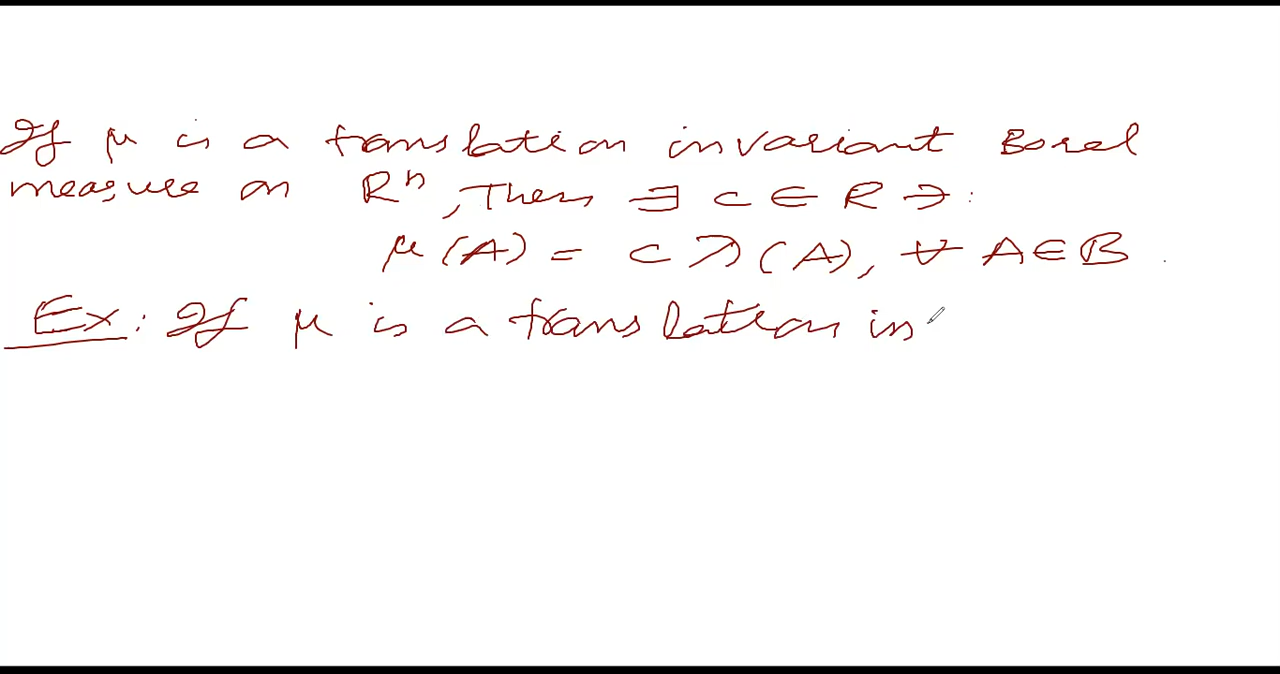 If μ is a translation invariant Borel
measure on Rⁿ, Then ∃ c ∈ R ∋:
μ(A) = c λ(A), ∀ A ∈ B.
Ex: If μ is a translation in